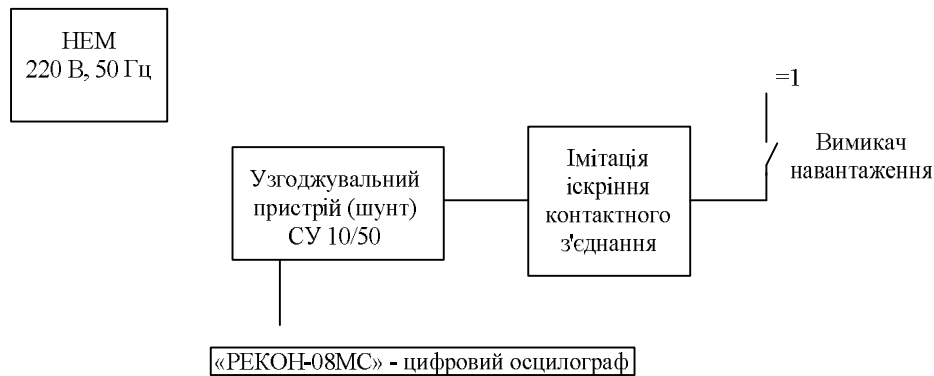 НЕМ
220 В, 50 Гц
=1
Вимикач
навантаження
Узгоджувальний
пристрій (шунт)
СУ 10/50
Імітація
іскріння
контактного
з'єднання
«РЕКОН-08МС» - цифровий осцилограф